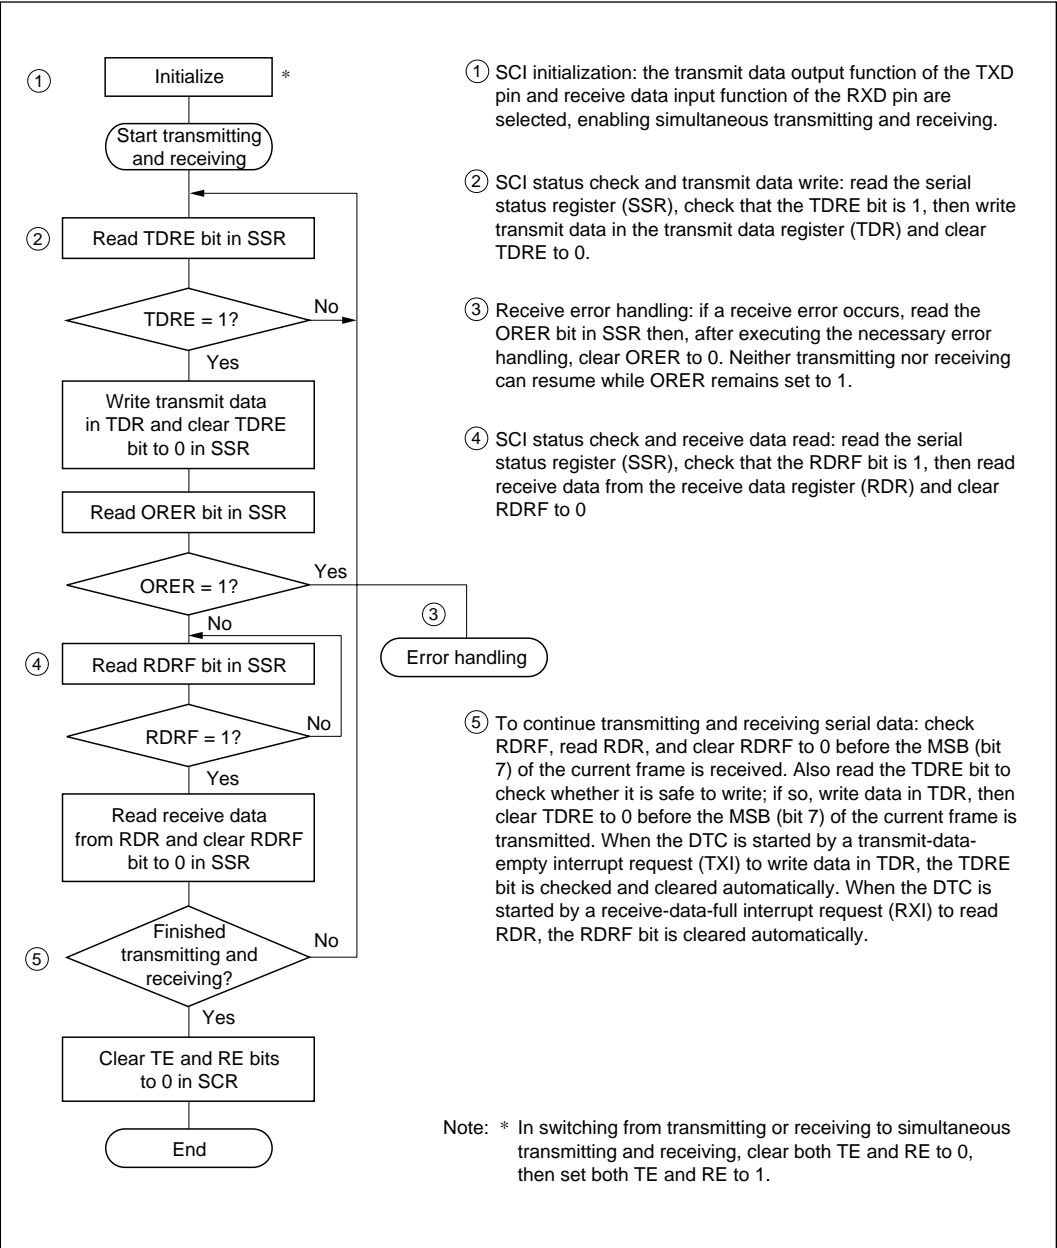 ① Initialize *
Start transmitting
and receiving
② Read TDRE bit in SSR
TDRE = 1?
No
Yes
Write transmit data
in TDR and clear TDRE
bit to 0 in SSR
Read ORER bit in SSR
ORER = 1?
Yes
No
③
Error handling
④ Read RDRF bit in SSR
RDRF = 1?
No
Yes
Read receive data
from RDR and clear RDRF
bit to 0 in SSR
⑤
Finished
transmitting and
receiving?
No
Yes
Clear TE and RE bits
to 0 in SCR
End
① SCI initialization: the transmit data output function of the TXD
pin and receive data input function of the RXD pin are
selected, enabling simultaneous transmitting and receiving.
② SCI status check and transmit data write: read the serial
status register (SSR), check that the TDRE bit is 1, then write
transmit data in the transmit data register (TDR) and clear
TDRE to 0.
③ Receive error handling: if a receive error occurs, read the
ORER bit in SSR then, after executing the necessary error
handling, clear ORER to 0. Neither transmitting nor receiving
can resume while ORER remains set to 1.
④ SCI status check and receive data read: read the serial
status register (SSR), check that the RDRF bit is 1, then read
receive data from the receive data register (RDR) and clear
RDRF to 0
⑤ To continue transmitting and receiving serial data: check
RDRF, read RDR, and clear RDRF to 0 before the MSB (bit
7) of the current frame is received. Also read the TDRE bit to
check whether it is safe to write; if so, write data in TDR, then
clear TDRE to 0 before the MSB (bit 7) of the current frame is
transmitted. When the DTC is started by a transmit-data-
empty interrupt request (TXI) to write data in TDR, the TDRE
bit is checked and cleared automatically. When the DTC is
started by a receive-data-full interrupt request (RXI) to read
RDR, the RDRF bit is cleared automatically.
Note: * In switching from transmitting or receiving to simultaneous
transmitting and receiving, clear both TE and RE to 0,
then set both TE and RE to 1.